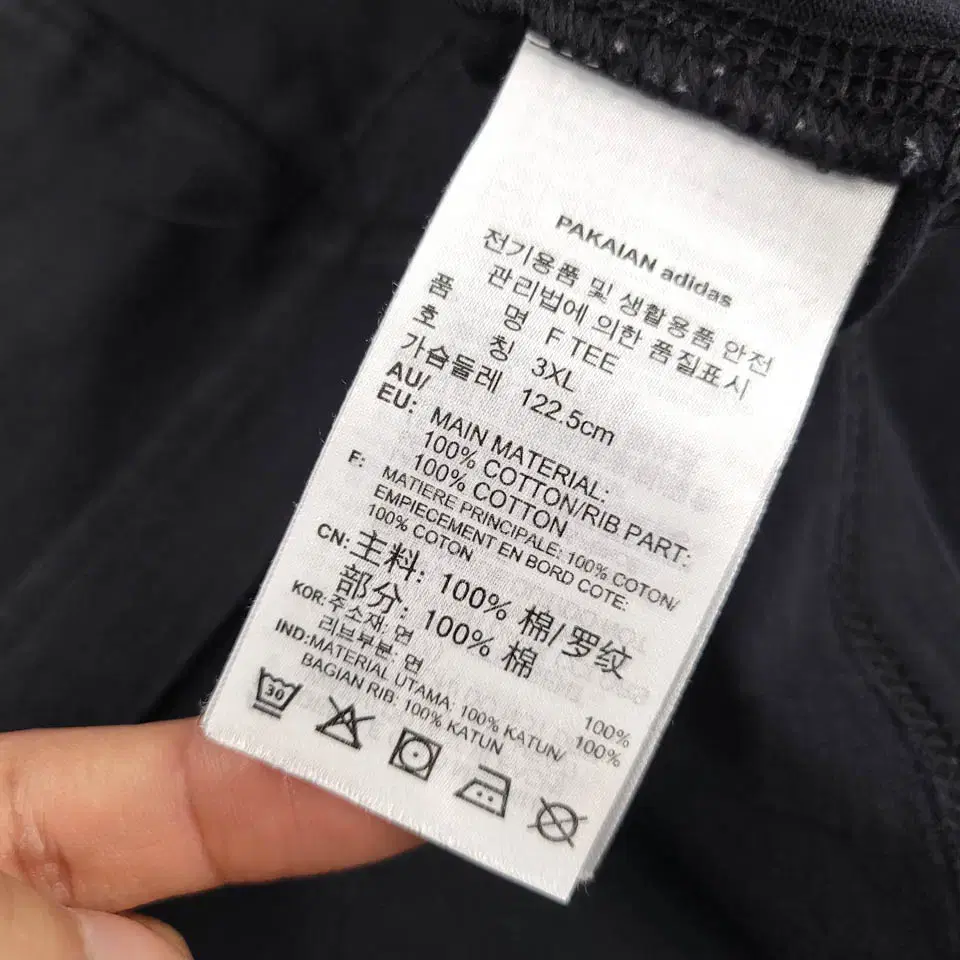 PAKAIAN adidas
전기용품 및 생활용품 안전
관리법에 의한 품질표시
품 명 F TEE
호 칭 3XL
가슴둘레 122.5cm
AU/
EU: MAIN MATERIAL:
100% COTTON/RIB PART:
100% COTTON
F: MATIERE PRINCIPALE: 100% COTON/
EMPIECEMENT EN BORD COTE:
100% COTON
CN: 主料: 100% 棉/罗纹
部分: 100% 棉
KOR: 주소재: 면 100%
리브부분: 면 100%
IND: MATERIAL UTAMA: 100% KATUN/
BAGIAN RIB: 100% KATUN
30